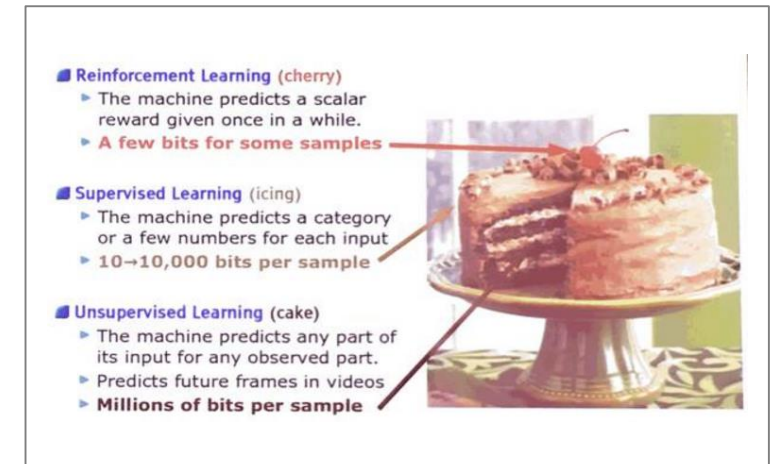 Reinforcement Learning (cherry)
The machine predicts a scalar
reward given once in a while.
A few bits for some samples
Supervised Learning (icing)
The machine predicts a category
or a few numbers for each input
10→10,000 bits per sample
Unsupervised Learning (cake)
The machine predicts any part of
its input for any observed part.
Predicts future frames in videos
Millions of bits per sample